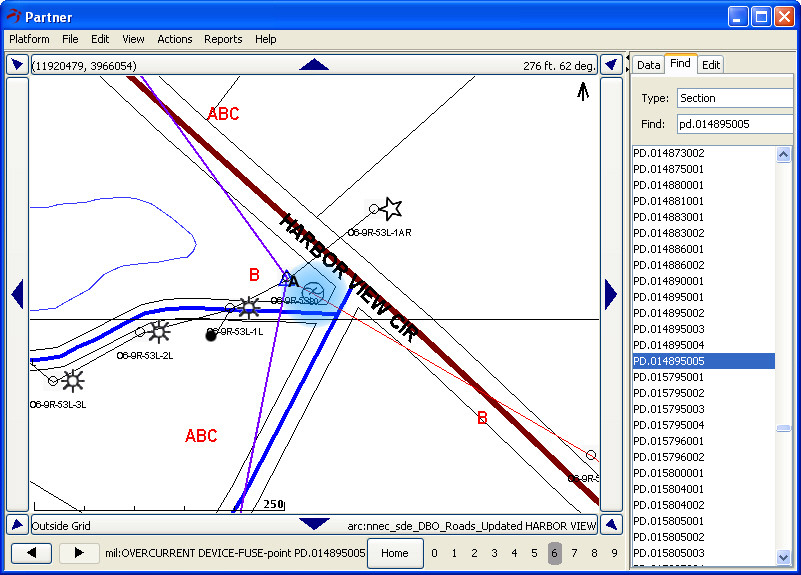 Partner
Platform File Edit View Actions Reports Help
(11920479, 3966054) 276 ft. 62 deg.
Data Find Edit
Type: Section
Find: pd.014895005
ABC
O6-9R-53L-1AR
HARBOR VIEW CIR
B
A
O6-9R-53L-1L
O6-9R-53L-2L
O6-9R-53L-3L
ABC
B
250
PD.014873002
PD.014875001
PD.014880001
PD.014881001
PD.014883001
PD.014883002
PD.014886001
PD.014886002
PD.014890001
PD.014895001
PD.014895002
PD.014895003
PD.014895004
PD.014895005
PD.015795001
PD.015795002
PD.015795003
PD.015795004
PD.015796001
PD.015796002
PD.015800001
PD.015804001
PD.015804002
PD.015805001
PD.015805002
PD.015805003
Outside Grid arc:nnec_sde_DBO_Roads_Updated HARBOR VIEW
mil:OVERCURRENT DEVICE-FUSE-point PD.014895005 Home 0 1 2 3 4 5 6 7 8 9